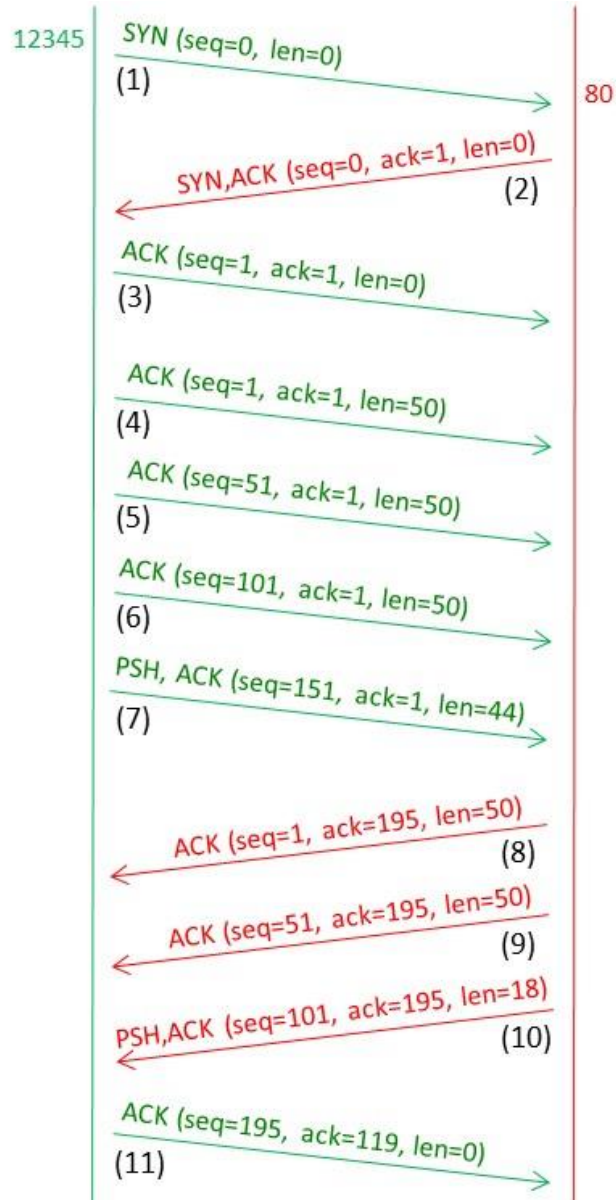 12345
SYN (seq=0, len=0)
(1)
80
SYN,ACK (seq=0, ack=1, len=0)
(2)
ACK (seq=1, ack=1, len=0)
(3)
ACK (seq=1, ack=1, len=50)
(4)
ACK (seq=51, ack=1, len=50)
(5)
ACK (seq=101, ack=1, len=50)
(6)
PSH, ACK (seq=151, ack=1, len=44)
(7)
ACK (seq=1, ack=195, len=50)
(8)
ACK (seq=51, ack=195, len=50)
(9)
PSH,ACK (seq=101, ack=195, len=18)
(10)
ACK (seq=195, ack=119, len=0)
(11)